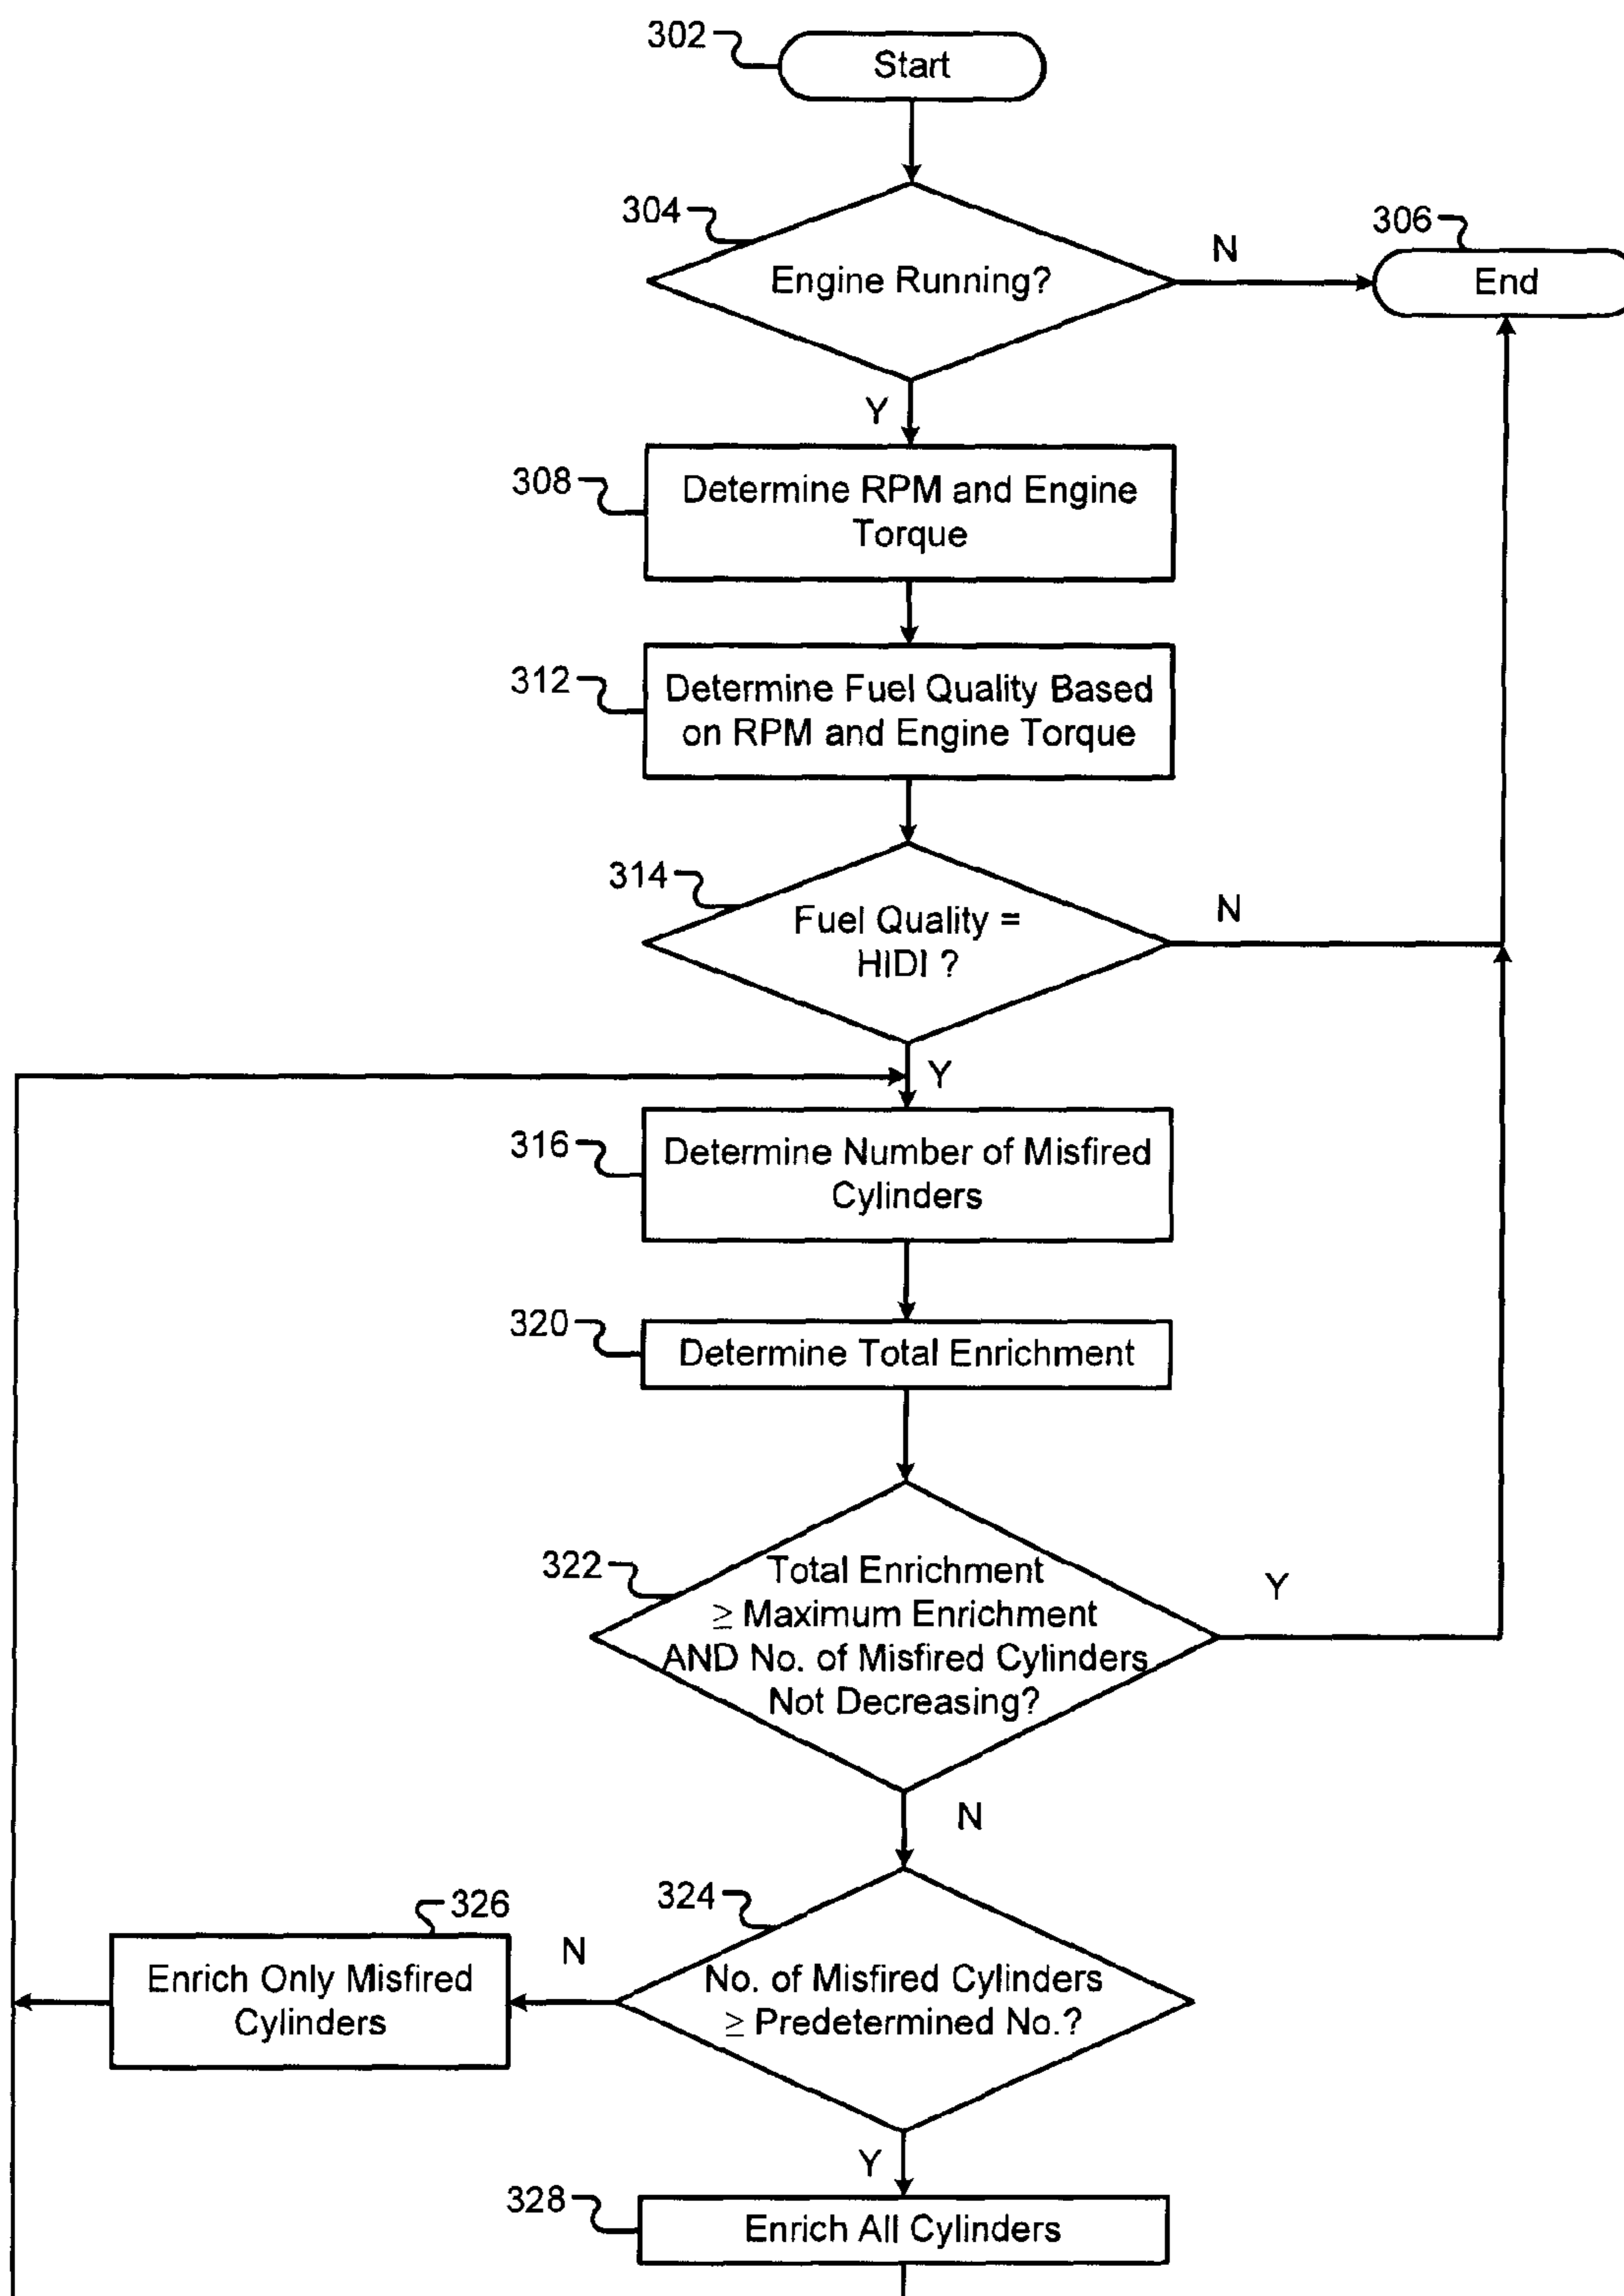 302
Start
304
Engine Running?
N
306
End
Y
308
Determine RPM and Engine
Torque
312
Determine Fuel Quality Based
on RPM and Engine Torque
314
Fuel Quality =
HIDI ?
N
Y
316
Determine Number of Misfired
Cylinders
320
Determine Total Enrichment
322
Total Enrichment
≥ Maximum Enrichment
AND No. of Misfired Cylinders
Not Decreasing?
Y
N
324
No. of Misfired Cylinders
≥ Predetermined No.?
N
326
Enrich Only Misfired
Cylinders
Y
328
Enrich All Cylinders